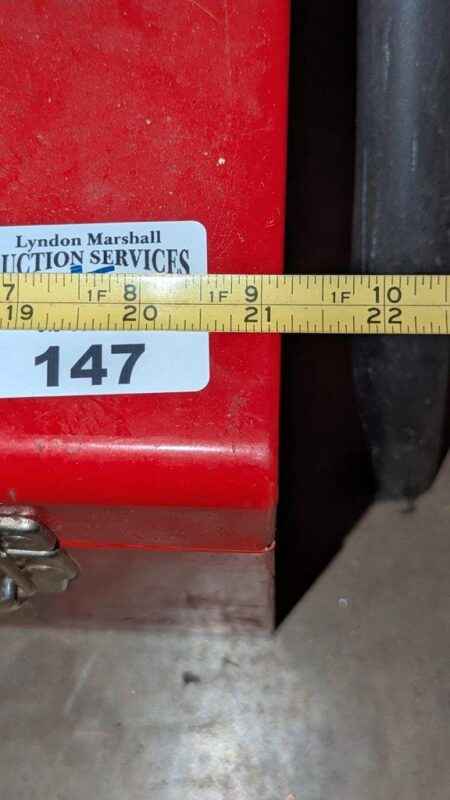 Lyndon Marshall
UCTION SERVICES
7 1F 8 1F 9 1F 10
19 20 21 22
147